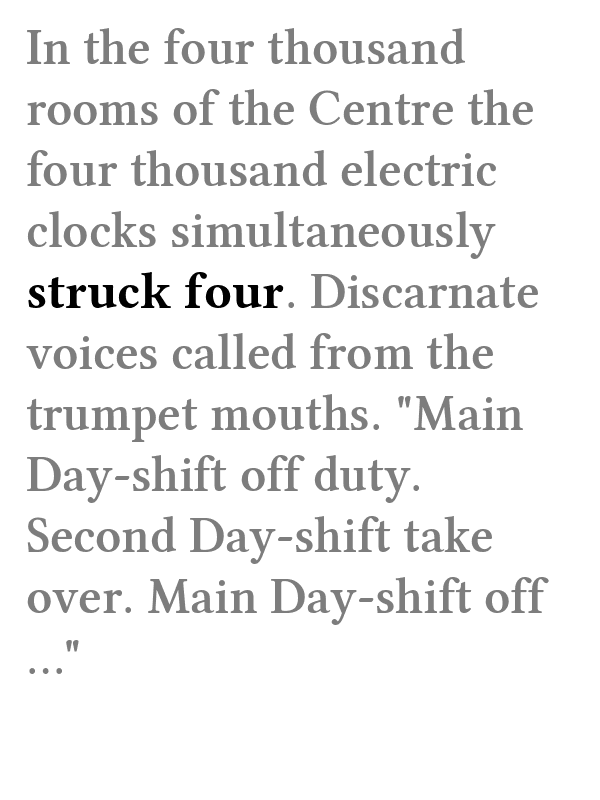 In the four thousand
rooms of the Centre the
four thousand electric
clocks simultaneously
struck four. Discarnate
voices called from the
trumpet mouths. "Main
Day-shift off duty.
Second Day-shift take
over. Main Day-shift off
…"